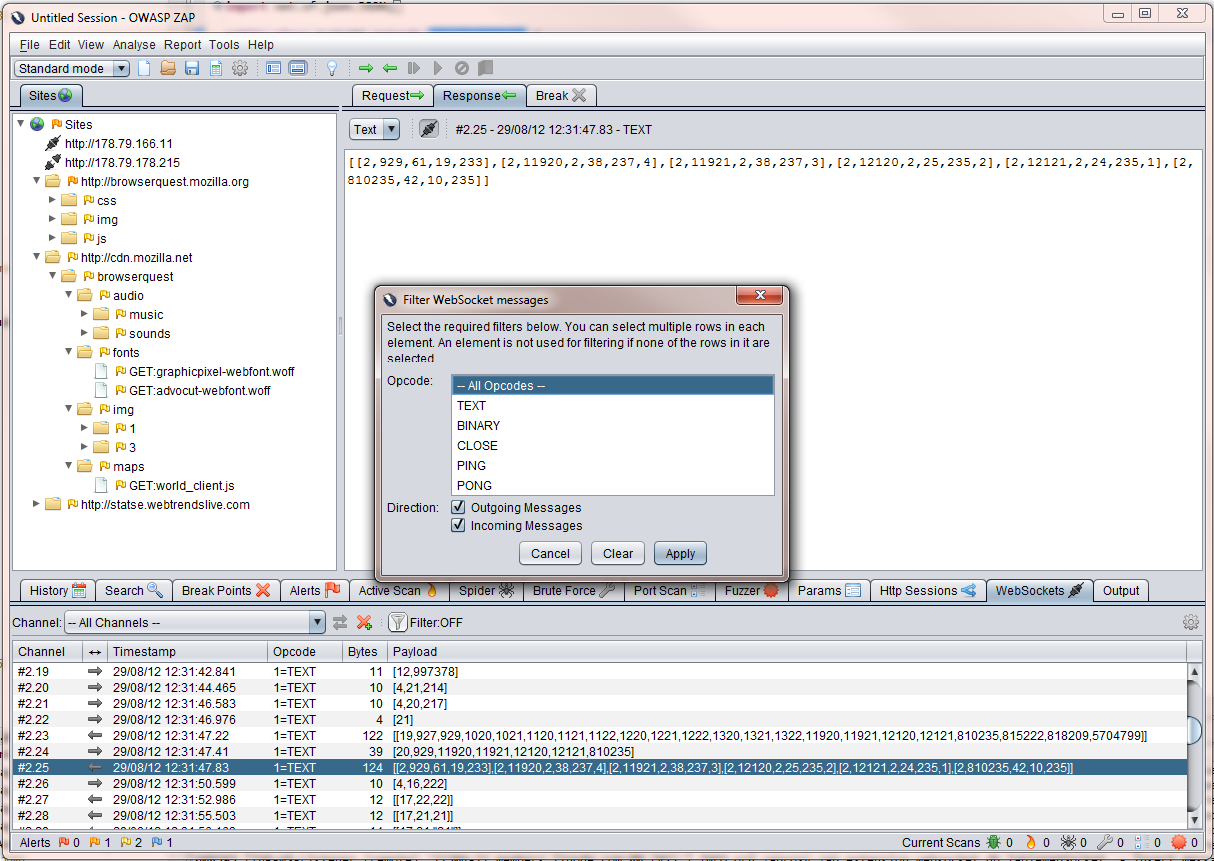 Untitled Session - OWASP ZAP
File Edit View Analyse Report Tools Help
Standard mode
Sites
Request Response Break
Sites
http://178.79.166.11
http://178.79.178.215
http://browserquest.mozilla.org
css
img
js
http://cdn.mozilla.net
browserquest
audio
music
sounds
fonts
GET:graphicpixel-webfont.woff
GET:advocut-webfont.woff
img
1
3
maps
GET:world_client.js
http://statse.webtrendslive.com
Text #2.25 - 29/08/12 12:31:47.83 - TEXT
[[2,929,61,19,233],[2,11920,2,38,237,4],[2,11921,2,38,237,3],[2,12120,2,25,235,2],[2,12121,2,24,235,1],[2,
810235,42,10,235]]
Filter WebSocket messages
Select the required filters below. You can select multiple rows in each
element. An element is not used for filtering if none of the rows in it are
selected
Opcode: -- All Opcodes --
TEXT
BINARY
CLOSE
PING
PONG
Direction: Outgoing Messages
Incoming Messages
Cancel Clear Apply
History Search Break Points Alerts Active Scan Spider Brute Force Port Scan Fuzzer Params Http Sessions WebSockets Output
Channel: -- All Channels -- Filter:OFF
Channel Timestamp Opcode Bytes Payload
#2.19 29/08/12 12:31:42.841 1=TEXT 11 [12,997378]
#2.20 29/08/12 12:31:44.465 1=TEXT 10 [4,21,214]
#2.21 29/08/12 12:31:46.583 1=TEXT 10 [4,20,217]
#2.22 29/08/12 12:31:46.976 1=TEXT 4 [21]
#2.23 29/08/12 12:31:47.22 1=TEXT 122 [[19,927,929,1020,1021,1120,1121,1122,1220,1221,1222,1320,1321,1322,11920,11921,12120,12121,810235,815222,818209,5704799]]
#2.24 29/08/12 12:31:47.41 1=TEXT 39 [20,929,11920,11921,12120,12121,810235]
#2.25 29/08/12 12:31:47.83 1=TEXT 124 [[2,929,61,19,233],[2,11920,2,38,237,4],[2,11921,2,38,237,3],[2,12120,2,25,235,2],[2,12121,2,24,235,1],[2,810235,42,10,235]]
#2.26 29/08/12 12:31:50.599 1=TEXT 10 [4,16,222]
#2.27 29/08/12 12:31:52.986 1=TEXT 12 [[17,22,22]]
#2.28 29/08/12 12:31:55.503 1=TEXT 12 [[17,21,21]]
Alerts 0 1 2 1 Current Scans 0 0 0 0 0 0